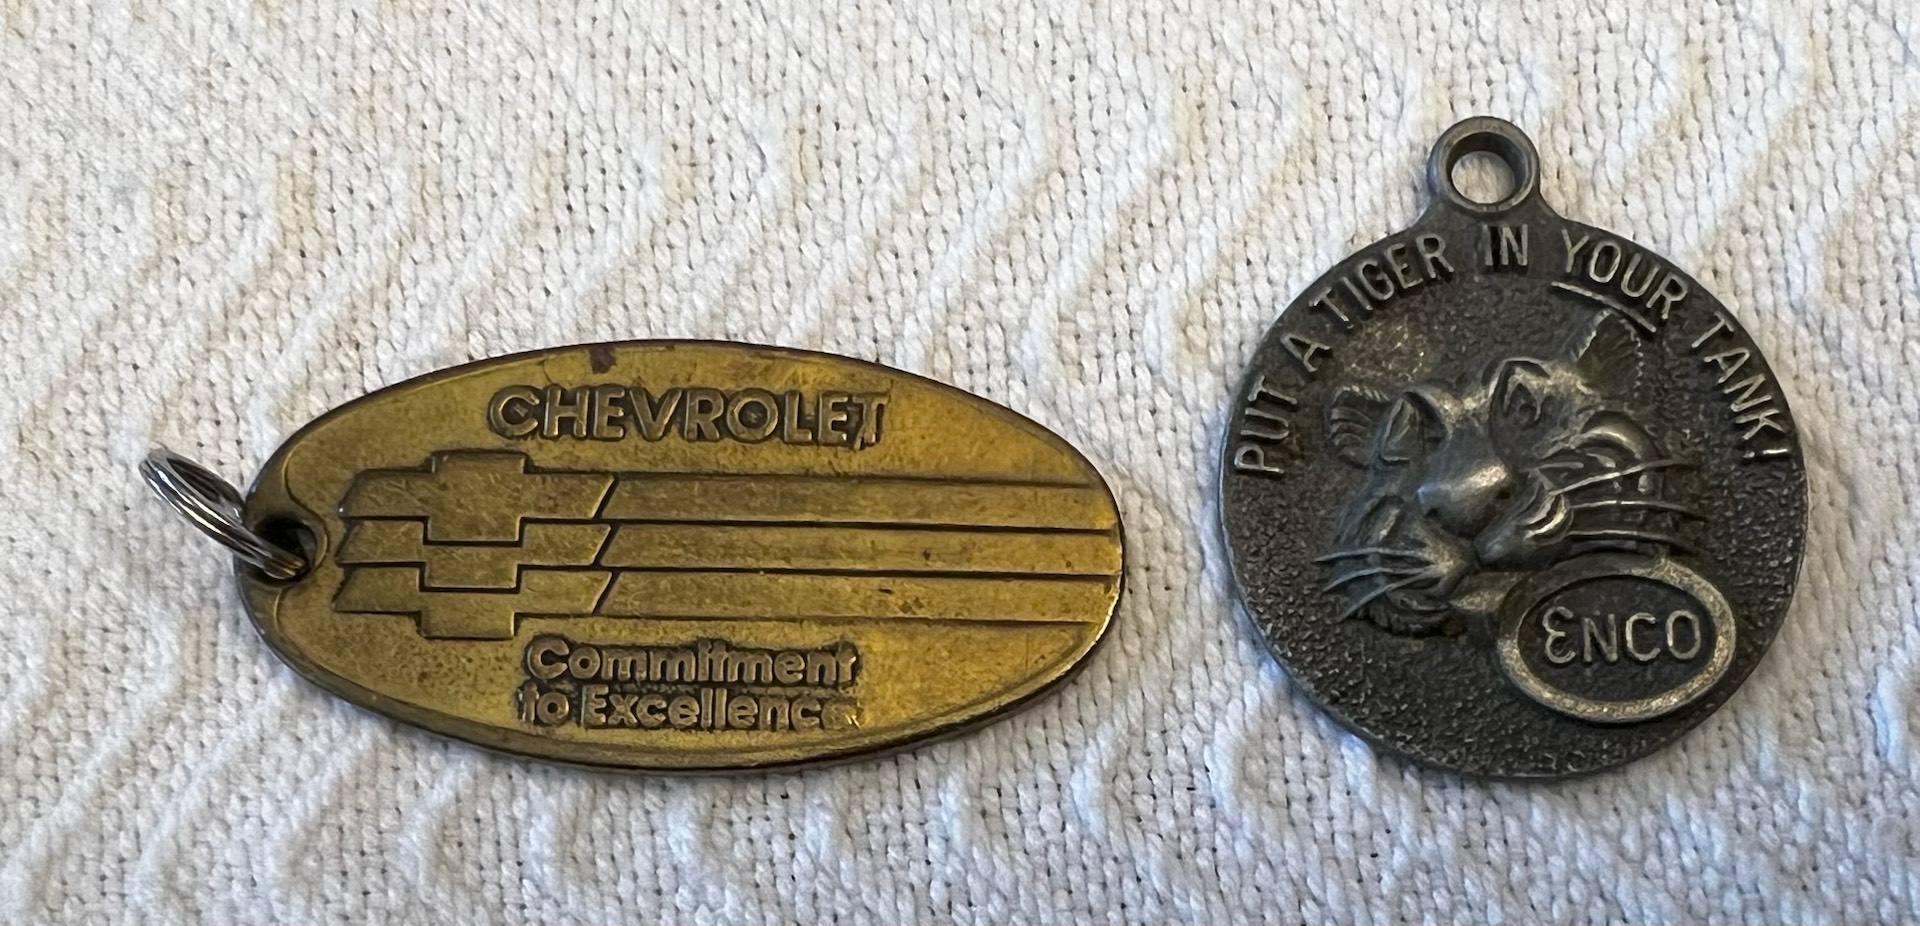 CHEVROLET
Commitment
to Excellence
PUT A TIGER IN YOUR TANK!
ENCO